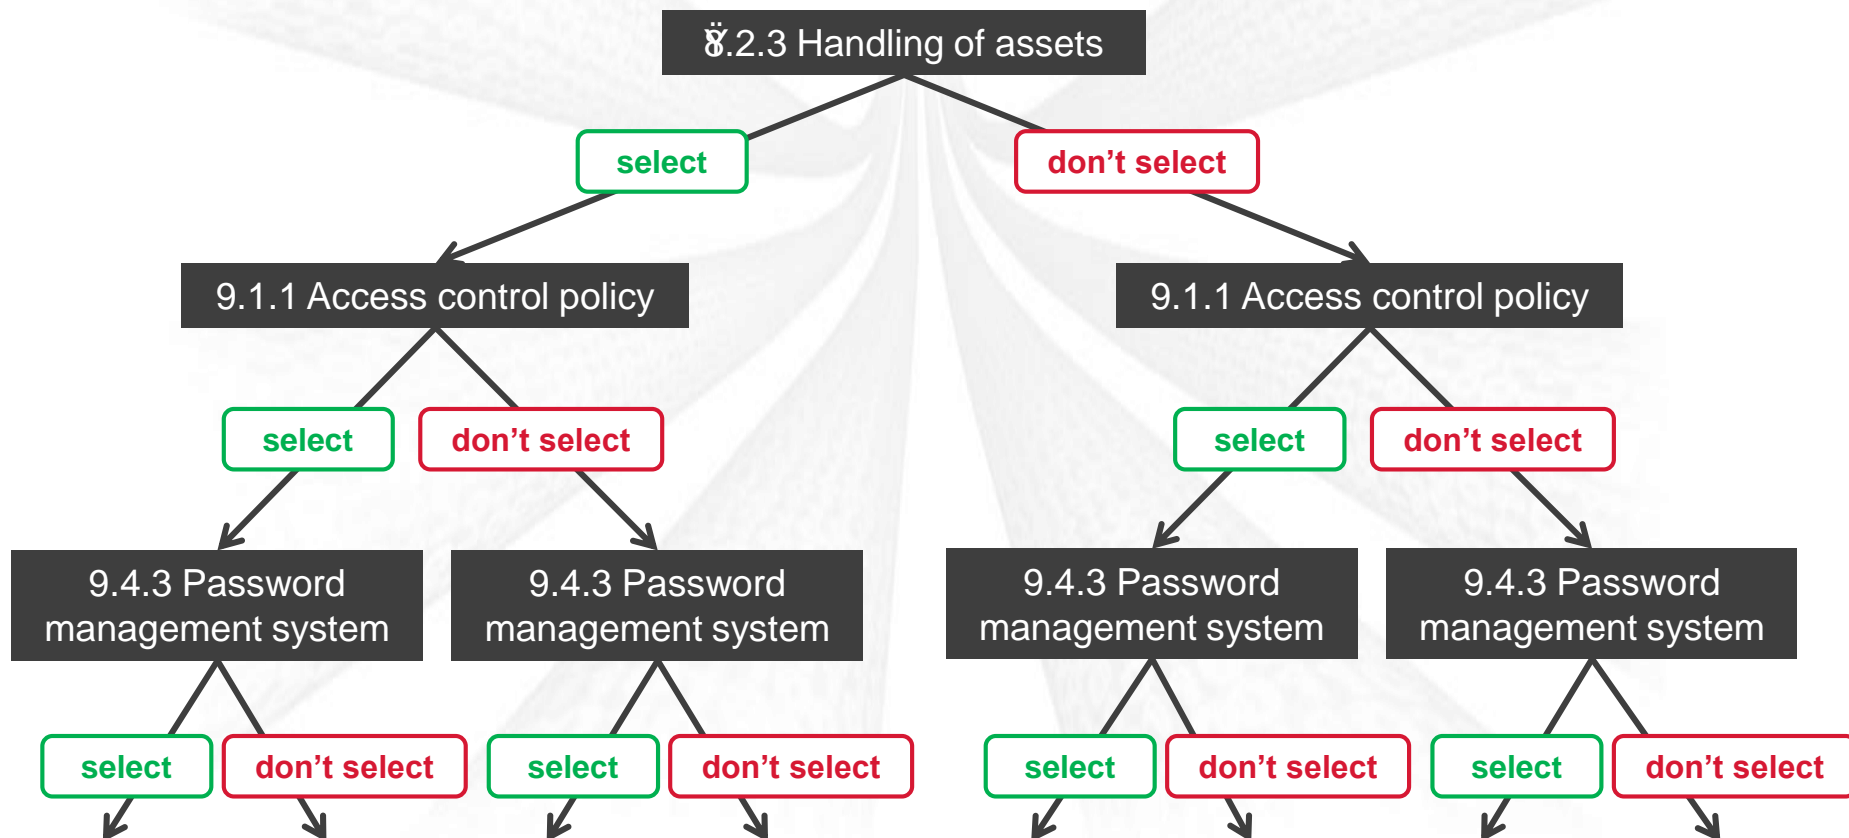 8.2.3 Handling of assets
select
don't select
9.1.1 Access control policy
9.1.1 Access control policy
select
don't select
select
don't select
9.4.3 Password
management system
9.4.3 Password
management system
9.4.3 Password
management system
9.4.3 Password
management system
select
don't select
select
don't select
select
don't select
select
don't select